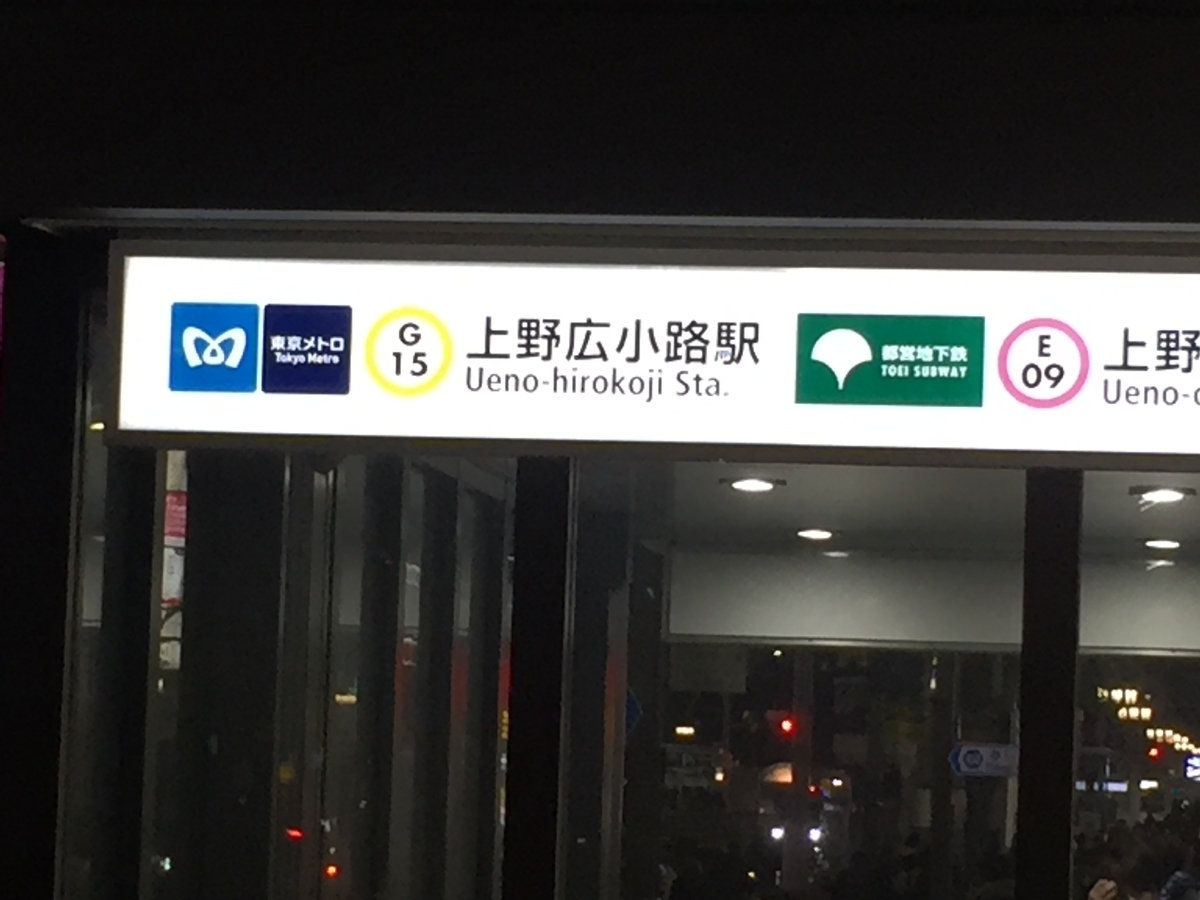 東京メトロ
Tokyo Metro
G
15
上野広小路駅
Ueno-hirokoji Sta.
都営地下鉄
TOEI SUBWAY
E
09
上野
Ueno-o